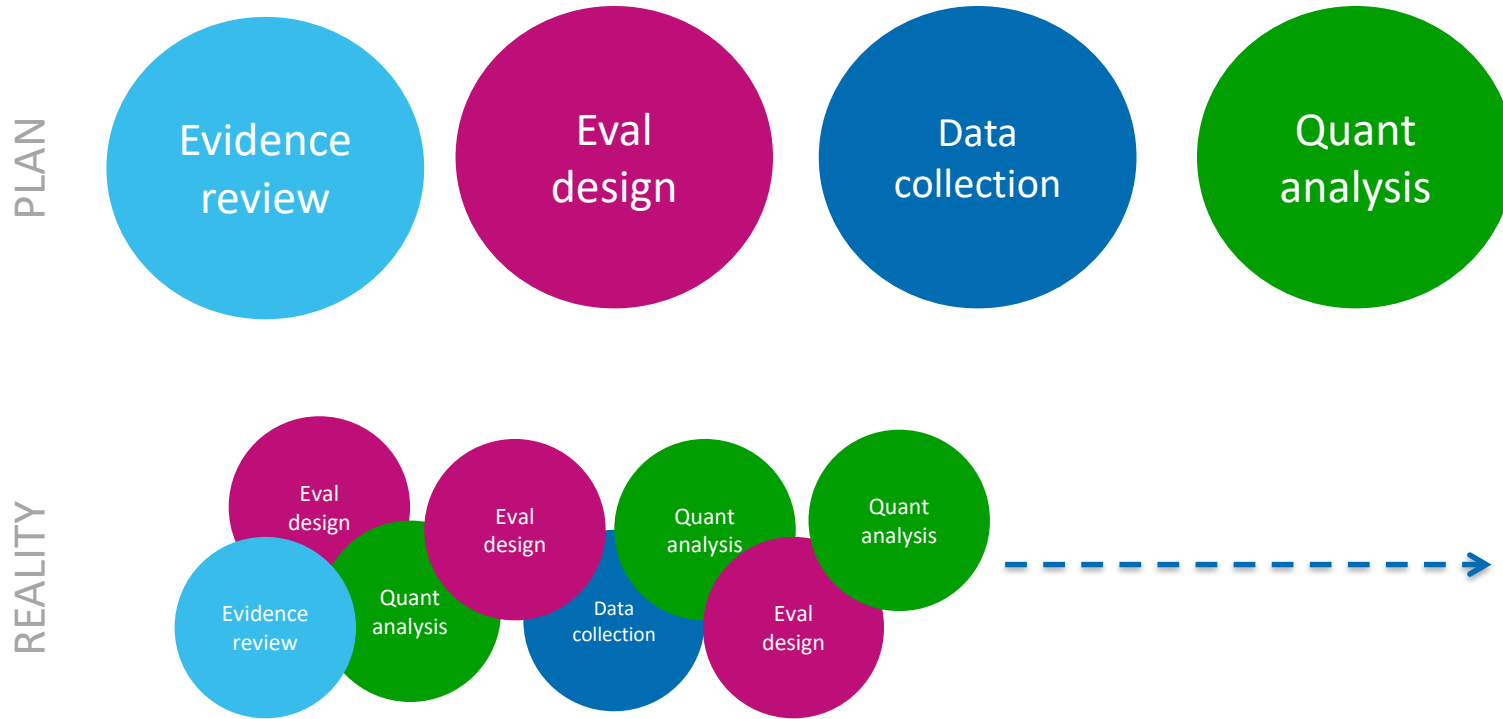 PLAN
Evidence
review
Eval
design
Data
collection
Quant
analysis
REALITY
Eval
design
Evidence
review
Quant
analysis
Eval
design
Data
collection
Quant
analysis
Eval
design
Quant
analysis